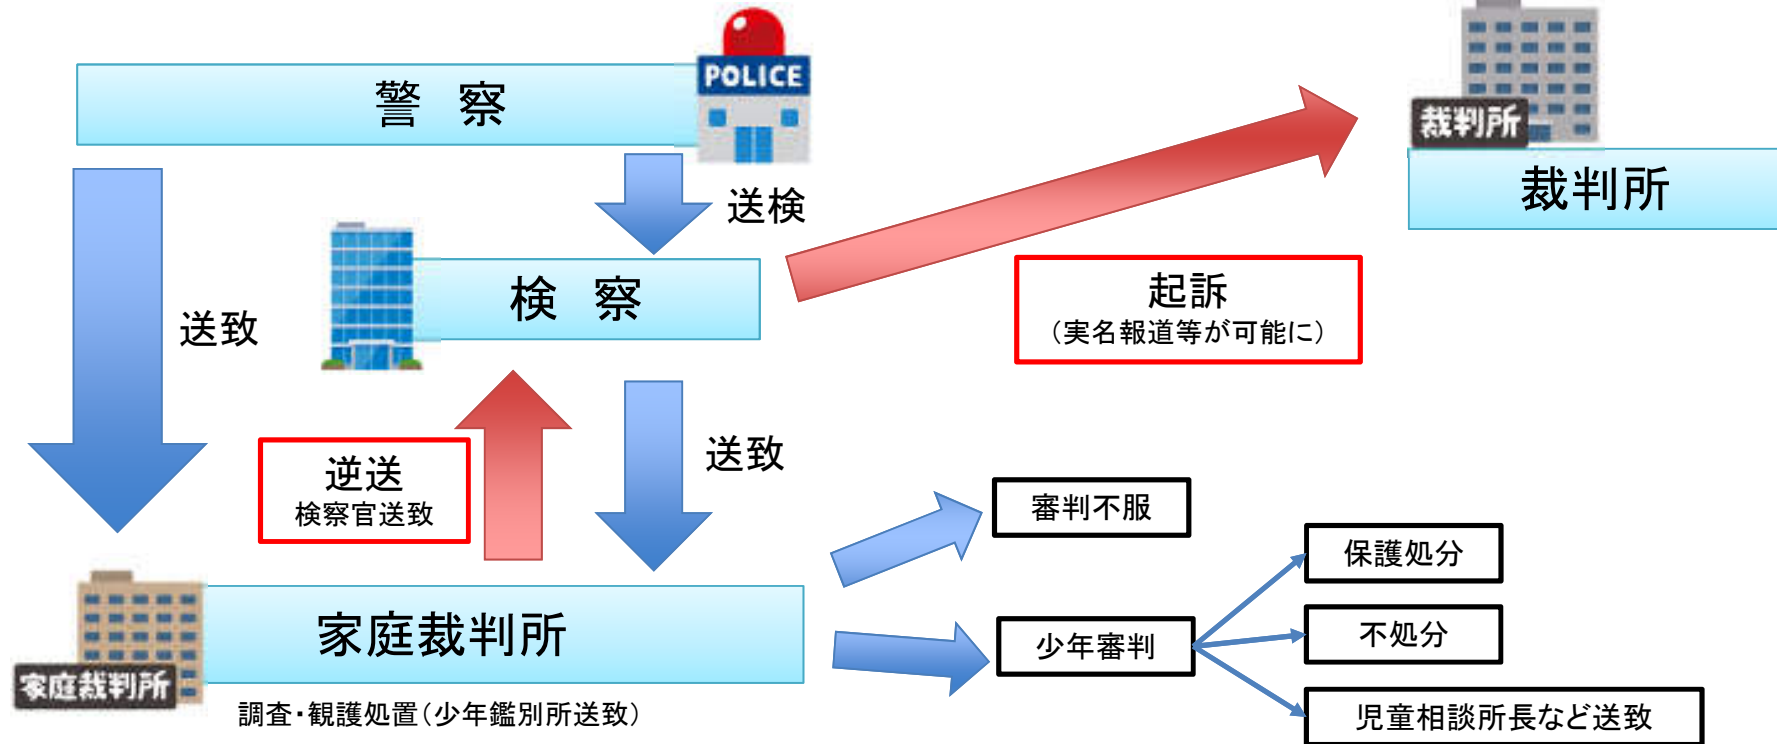 警 察
POLICE
裁判所
裁判所
送検
検 察
起訴
(実名報道等が可能に)
送致
逆送
検察官送致
送致
審判不服
保護処分
家庭裁判所
家庭裁判所
少年審判
不処分
児童相談所長など送致
調査・観護処置(少年鑑別所送致)